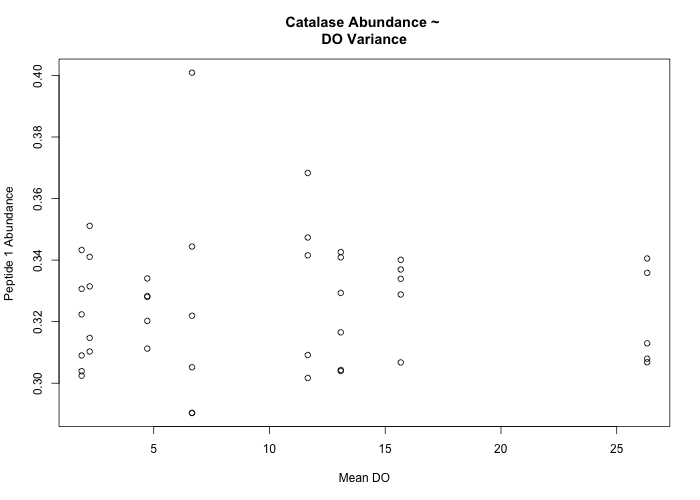 Catalase Abundance ~
DO Variance
Peptide 1 Abundance
0.40
0.38
0.36
0.34
0.32
0.30
5
10
15
20
25
Mean DO